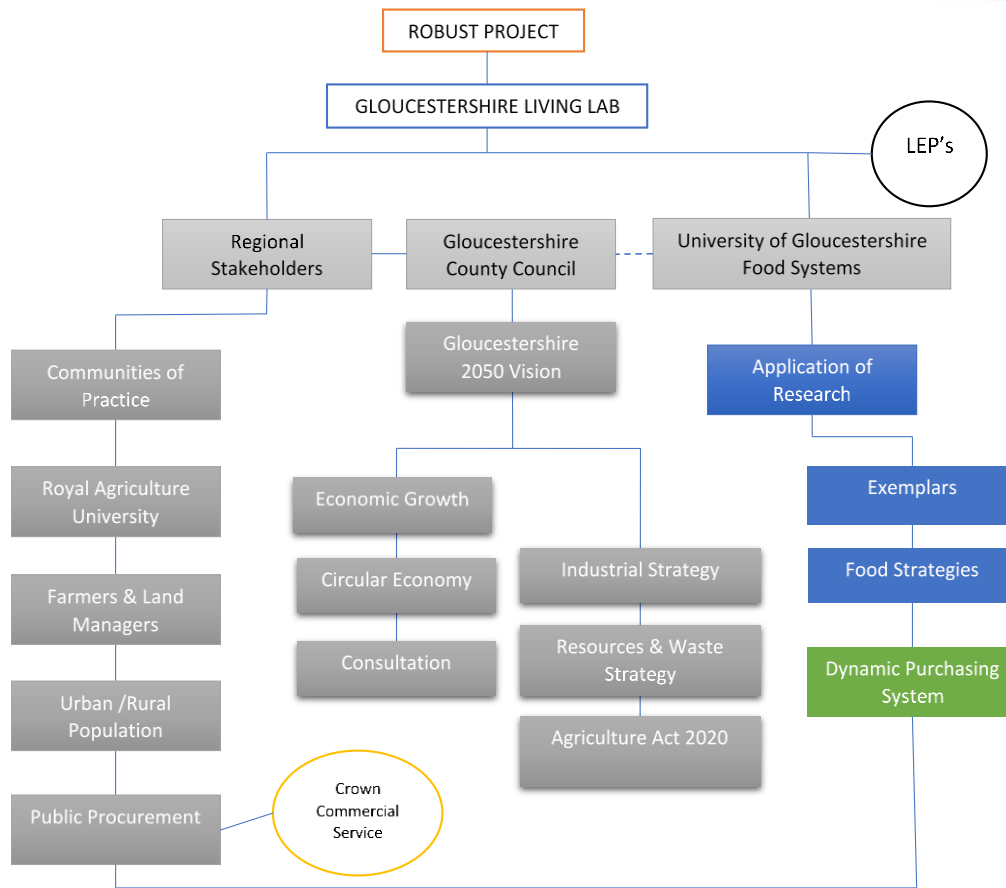 ROBUST PROJECT
GLOUCESTERSHIRE LIVING LAB
LEP's
Regional
Stakeholders
Gloucestershire
County Council
University of Gloucestershire
Food Systems
Gloucestershire
2050 Vision
Communities of
Practice
Application of
Research
Royal Agriculture
University
Economic Growth
Exemplars
Circular Economy
Industrial Strategy
Food Strategies
Farmers & Land
Managers
Consultation
Resources & Waste
Strategy
Dynamic Purchasing
System
Urban /Rural
Population
Agriculture Act 2020
Public Procurement
Crown
Commercial
Service